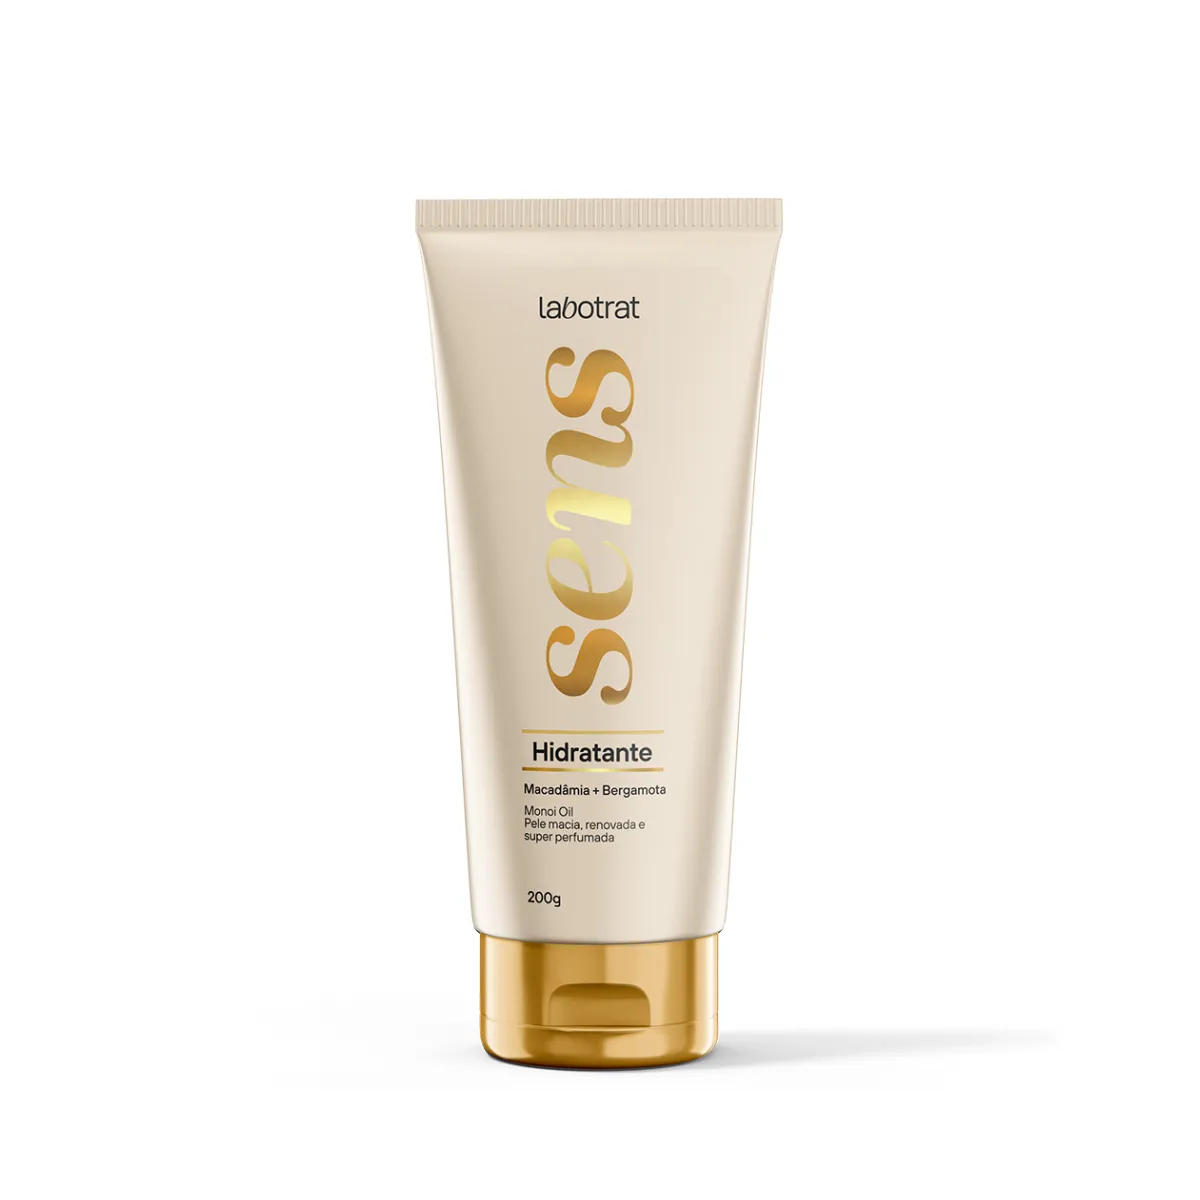 labotrat
sens
Hidratante
Macadâmia + Bergamota
Monoi Oil
Pele macia, renovada e
super perfumada
200g